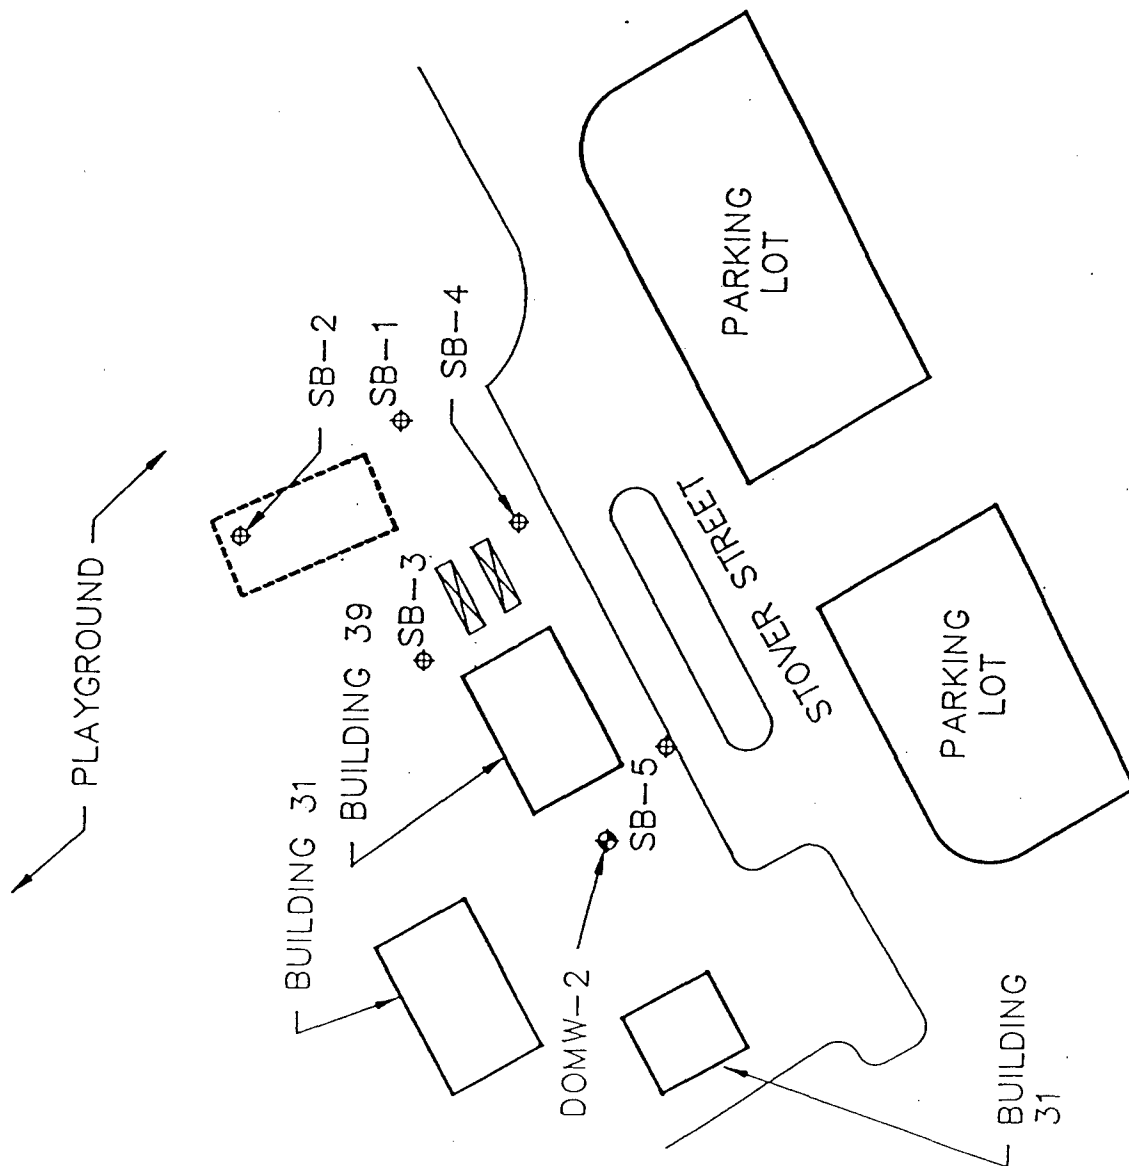 PLAYGROUND
SB-2
SB-1
SB-4
SB-3
BUILDING 39
BUILDING 31
SB-5
DOMW-2
BUILDING
31
STOVER STREET
PARKING
LOT
PARKING
LOT